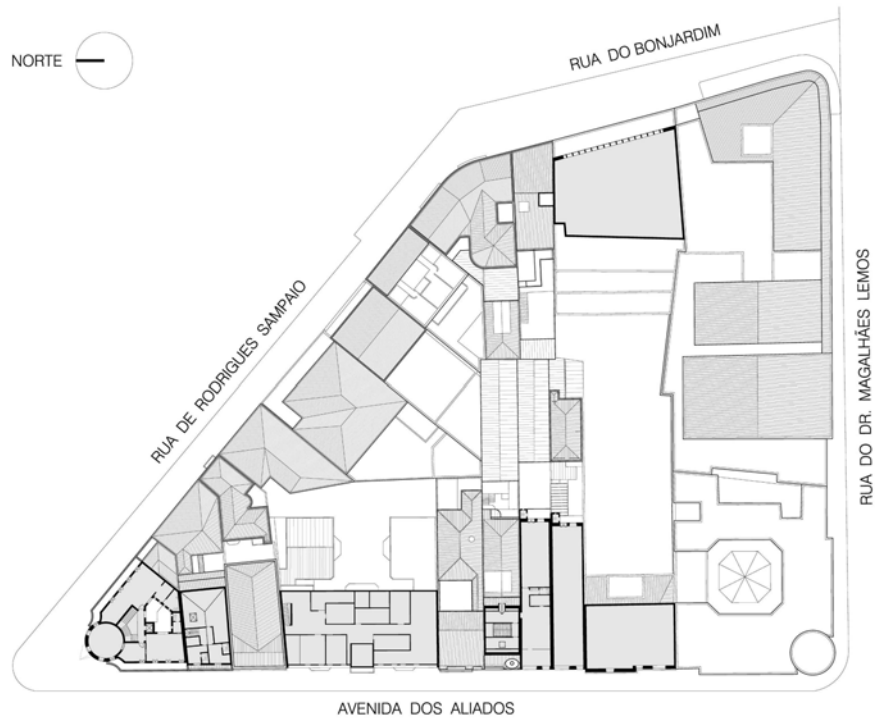 RUA DO BONJARDIM
NORTE
RUA DE RODRIGUES SAMPAIO
RUA DO DR. MAGALHÃES LEMOS
AVENIDA DOS ALIADOS